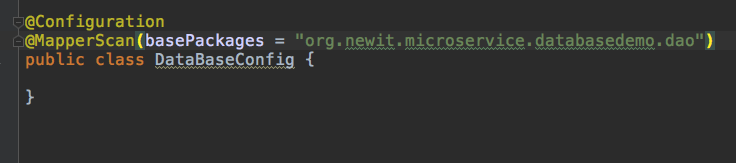 @Configuration
@MapperScan(basePackages = "org.newit.microservice.databasedemo.dao")
public class DataBaseConfig {
}